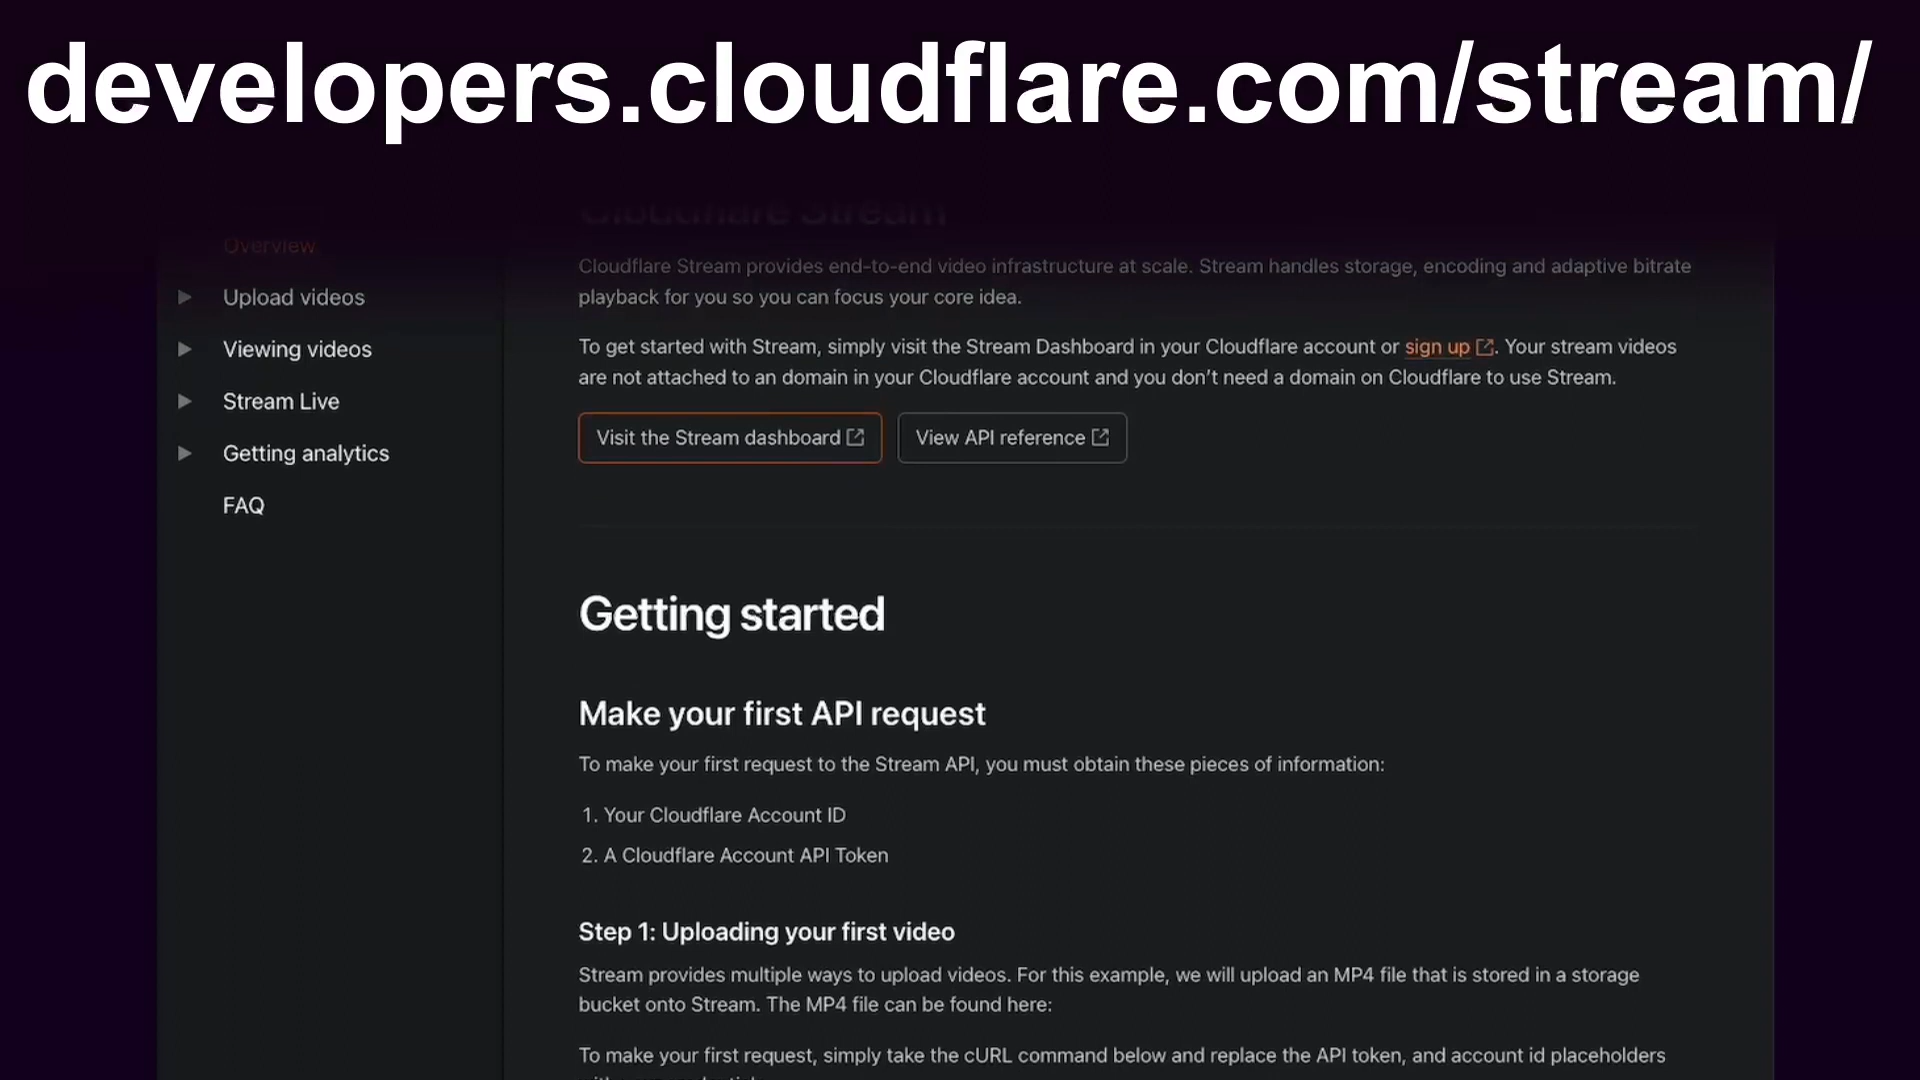 developers.cloudflare.com/stream/
Cloudflare Stream
Overview
Cloudflare Stream provides end-to-end video infrastructure at scale. Stream handles storage, encoding and adaptive bitrate
playback for you so you can focus your core idea.
Upload videos
Viewing videos
Stream Live
Getting analytics
FAQ
To get started with Stream, simply visit the Stream Dashboard in your Cloudflare account or sign up. Your stream videos
are not attached to an domain in your Cloudflare account and you don’t need a domain on Cloudflare to use Stream.
Visit the Stream dashboard
View API reference
Getting started
Make your first API request
To make your first request to the Stream API, you must obtain these pieces of information:
1. Your Cloudflare Account ID
2. A Cloudflare Account API Token
Step 1: Uploading your first video
Stream provides multiple ways to upload videos. For this example, we will upload an MP4 file that is stored in a storage
bucket onto Stream. The MP4 file can be found here:
To make your first request, simply take the cURL command below and replace the API token, and account id placeholders